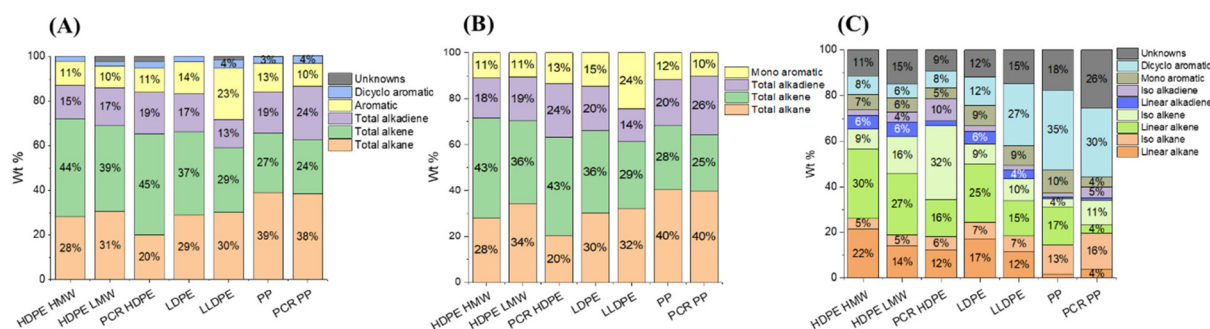 (A)
Wt %
100
80
60
40
20
0
11%
15%
44%
28%
10%
17%
39%
31%
11%
19%
45%
20%
14%
17%
37%
29%
4%
23%
13%
29%
30%
3%
13%
19%
27%
39%
4%
10%
24%
24%
38%
HDPE HMW
HDPE LMW
PCR HDPE
LDPE
LLDPE
PP
PCR PP
Unknowns
Dicyclo aromatic
Aromatic
Total alkadiene
Total alkene
Total alkane
(B)
Wt %
100
80
60
40
20
0
11%
18%
43%
28%
11%
19%
36%
34%
13%
24%
43%
20%
15%
20%
36%
30%
24%
14%
29%
32%
12%
20%
28%
40%
10%
26%
25%
40%
HDPE HMW
HDPE LMW
PCR HDPE
LDPE
LLDPE
PP
PCR PP
Mono aromatic
Total alkadiene
Total alkene
Total alkane
(C)
Wt %
100
80
60
40
20
0
11%
8%
7%
6%
9%
30%
5%
22%
15%
6%
6%
4%
6%
16%
27%
5%
14%
9%
8%
5%
10%
32%
16%
6%
12%
12%
12%
9%
6%
9%
25%
7%
17%
15%
27%
9%
4%
10%
15%
7%
12%
18%
35%
10%
4%
17%
13%
26%
30%
4%
5%
11%
4%
16%
4%
HDPE HMW
HDPE LMW
PCR HDPE
LDPE
LLDPE
PP
PCR PP
Unknowns
Dicyclo aromatic
Mono aromatic
Iso alkadiene
Linear alkadiene
Iso alkene
Linear alkene
Iso alkane
Linear alkane